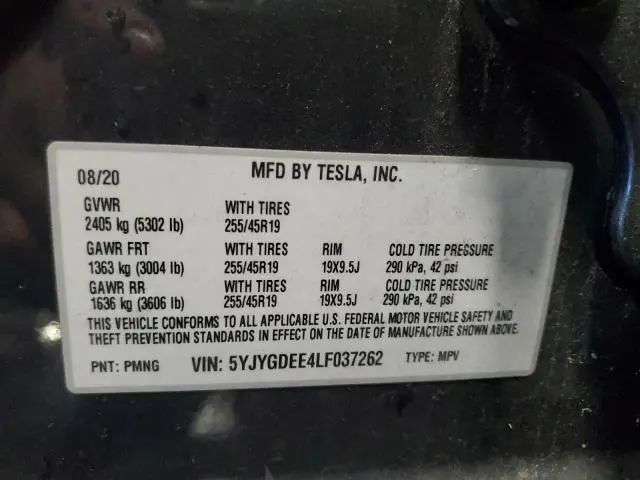 08/20 MFD BY TESLA, INC.
GVWR WITH TIRES
2405 kg (5302 lb) 255/45R19
GAWR FRT WITH TIRES RIM COLD TIRE PRESSURE
1363 kg (3004 lb) 255/45R19 19X9.5J 290 kPa, 42 psi
GAWR RR WITH TIRES RIM COLD TIRE PRESSURE
1636 kg (3606 lb) 255/45R19 19X9.5J 290 kPa, 42 psi
THIS VEHICLE CONFORMS TO ALL APPLICABLE U.S. FEDERAL MOTOR VEHICLE SAFETY AND
THEFT PREVENTION STANDARDS IN EFFECT ON THE DATE OF MANUFACTURE SHOWN ABOVE.
PNT: PMNG VIN: 5YJYGDEE4LF037262 TYPE: MPV